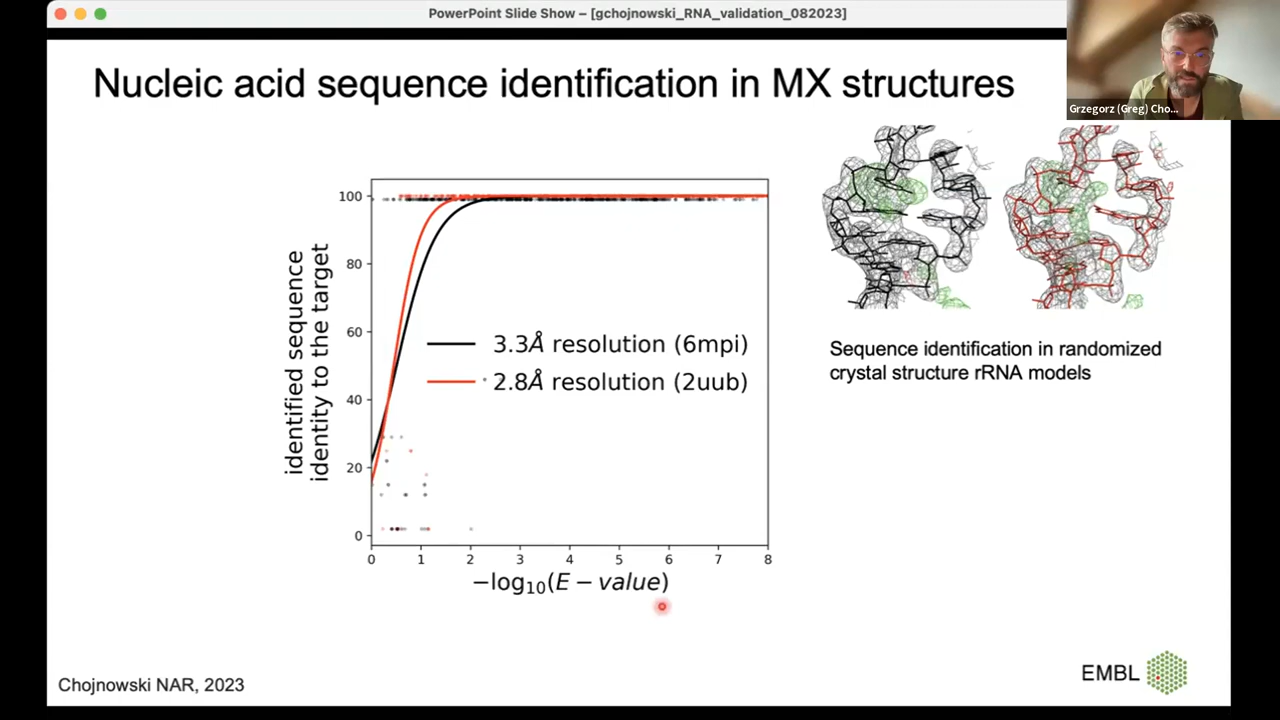 PowerPoint Slide Show – [gchojnowski_RNA_validation_082023]
Grzegorz (Greg) Cho...
Nucleic acid sequence identification in MX structures
identified sequence
identity to the target
100
80
60
40
20
0
3.3Å resolution (6mpi)
2.8Å resolution (2uub)
0 1 2 3 4 5 6 7 8
−log₁₀(E − value)
Sequence identification in randomized
crystal structure rRNA models
Chojnowski NAR, 2023
EMBL